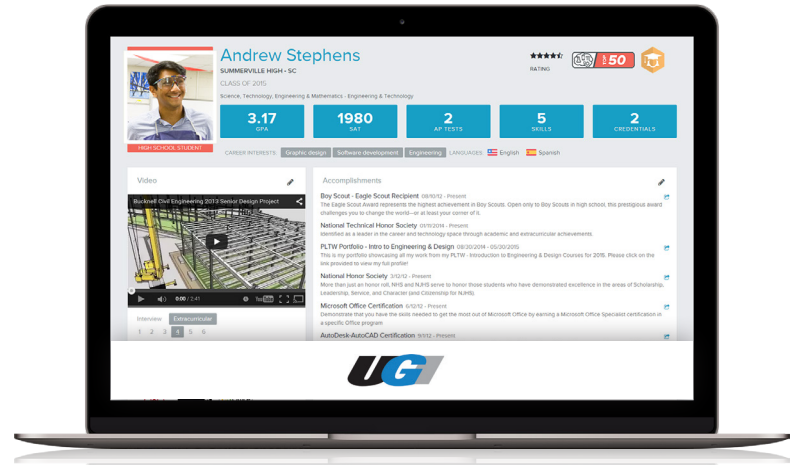 Andrew Stephens
SUMMERVILLE HIGH - SC
CLASS OF 2015
Science, Technology, Engineering & Mathematics - Engineering & Technology
RATING
TOP 50
HIGH SCHOOL STUDENT
3.17
GPA
1980
SAT
2
AP TESTS
5
SKILLS
2
CREDENTIALS
CAREER INTERESTS: Graphic design Software development Engineering LANGUAGES: English Spanish
Video
Bucknell Civil Engineering 2013 Senior Design Project
0:00 / 2:41
YouTube
Interview Extracurricular
1 2 3 4 5 6
Accomplishments
Boy Scout - Eagle Scout Recipient 09/10/12 - Present
The Eagle Scout Award represents the highest achievement in Boy Scouts. Open only to Boy Scouts in high school, this prestigious award
challenges you to change the world—or at least your corner of it.
National Technical Honor Society 01/11/2014 - Present
Identified as a leader in the career and technology space through academic and extracurricular achievements.
PLTW Portfolio - Intro to Engineering & Design 08/30/2014 - 05/30/2015
This is my portfolio showcasing all my work from my PLTW - Introduction to Engineering & Design Courses for 2015. Please click on the
link provided to view my full profile!
National Honor Society 3/12/12 - Present
More than just an honor roll, NHS and NJHS serve to honor those students who have demonstrated excellence in the areas of Scholarship,
Leadership, Service, and Character (and Citizenship for NJHS).
Microsoft Office Certification 6/12/12 - Present
Demonstrate that you have the skills needed to get the most out of Microsoft Office by earning a Microsoft Office Specialist certification in
a specific Office program
AutoDesk-AutoCAD Certification 9/1/12 - Present
UGI